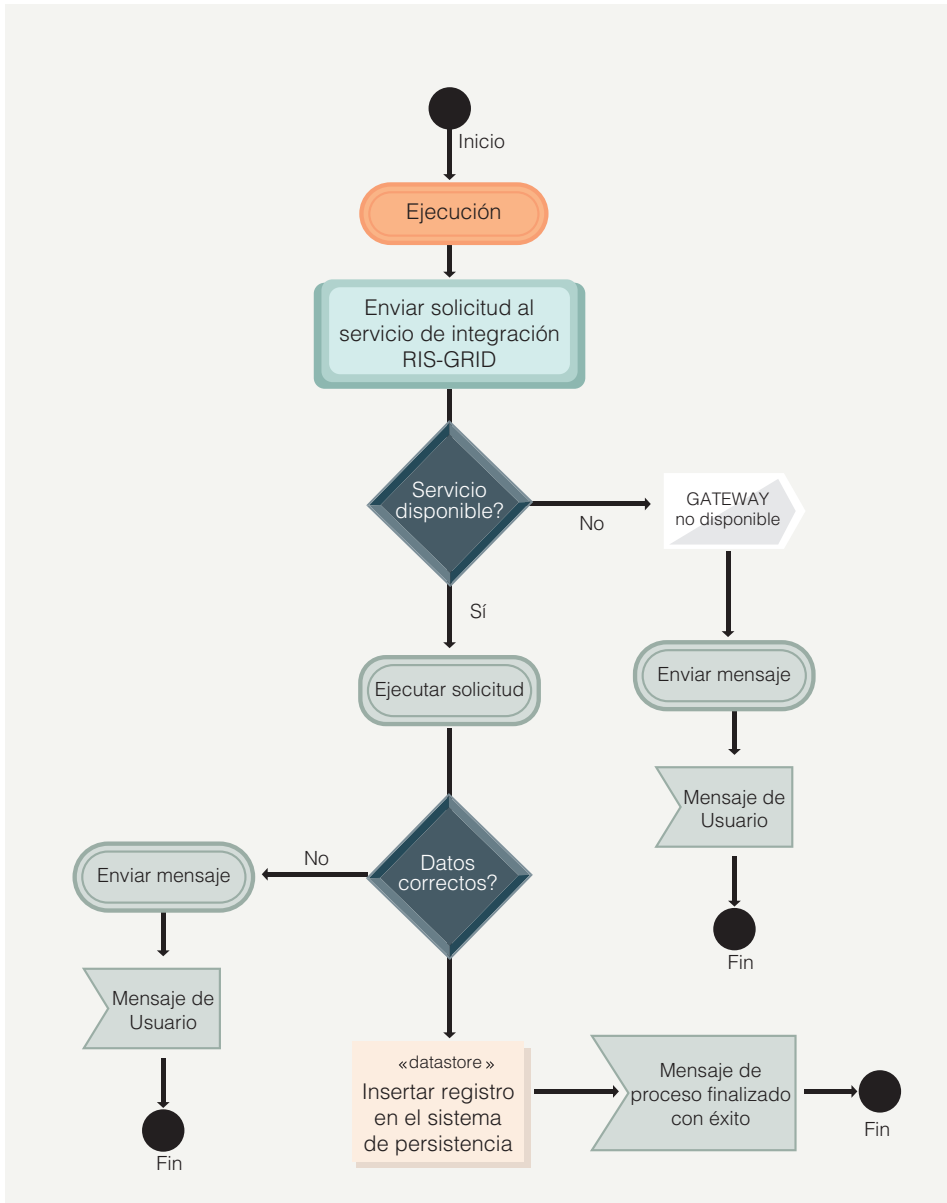 Inicio
Ejecución
Enviar solicitud al
servicio de integración
RIS-GRID
Servicio
disponible?
No
GATEWAY
no disponible
Sí
Ejecutar solicitud
Enviar mensaje
Mensaje de
Usuario
Fin
Datos
correctos?
No
Enviar mensaje
Mensaje de
Usuario
Fin
«datastore»
Insertar registro
en el sistema
de persistencia
Mensaje de
proceso finalizado
con éxito
Fin